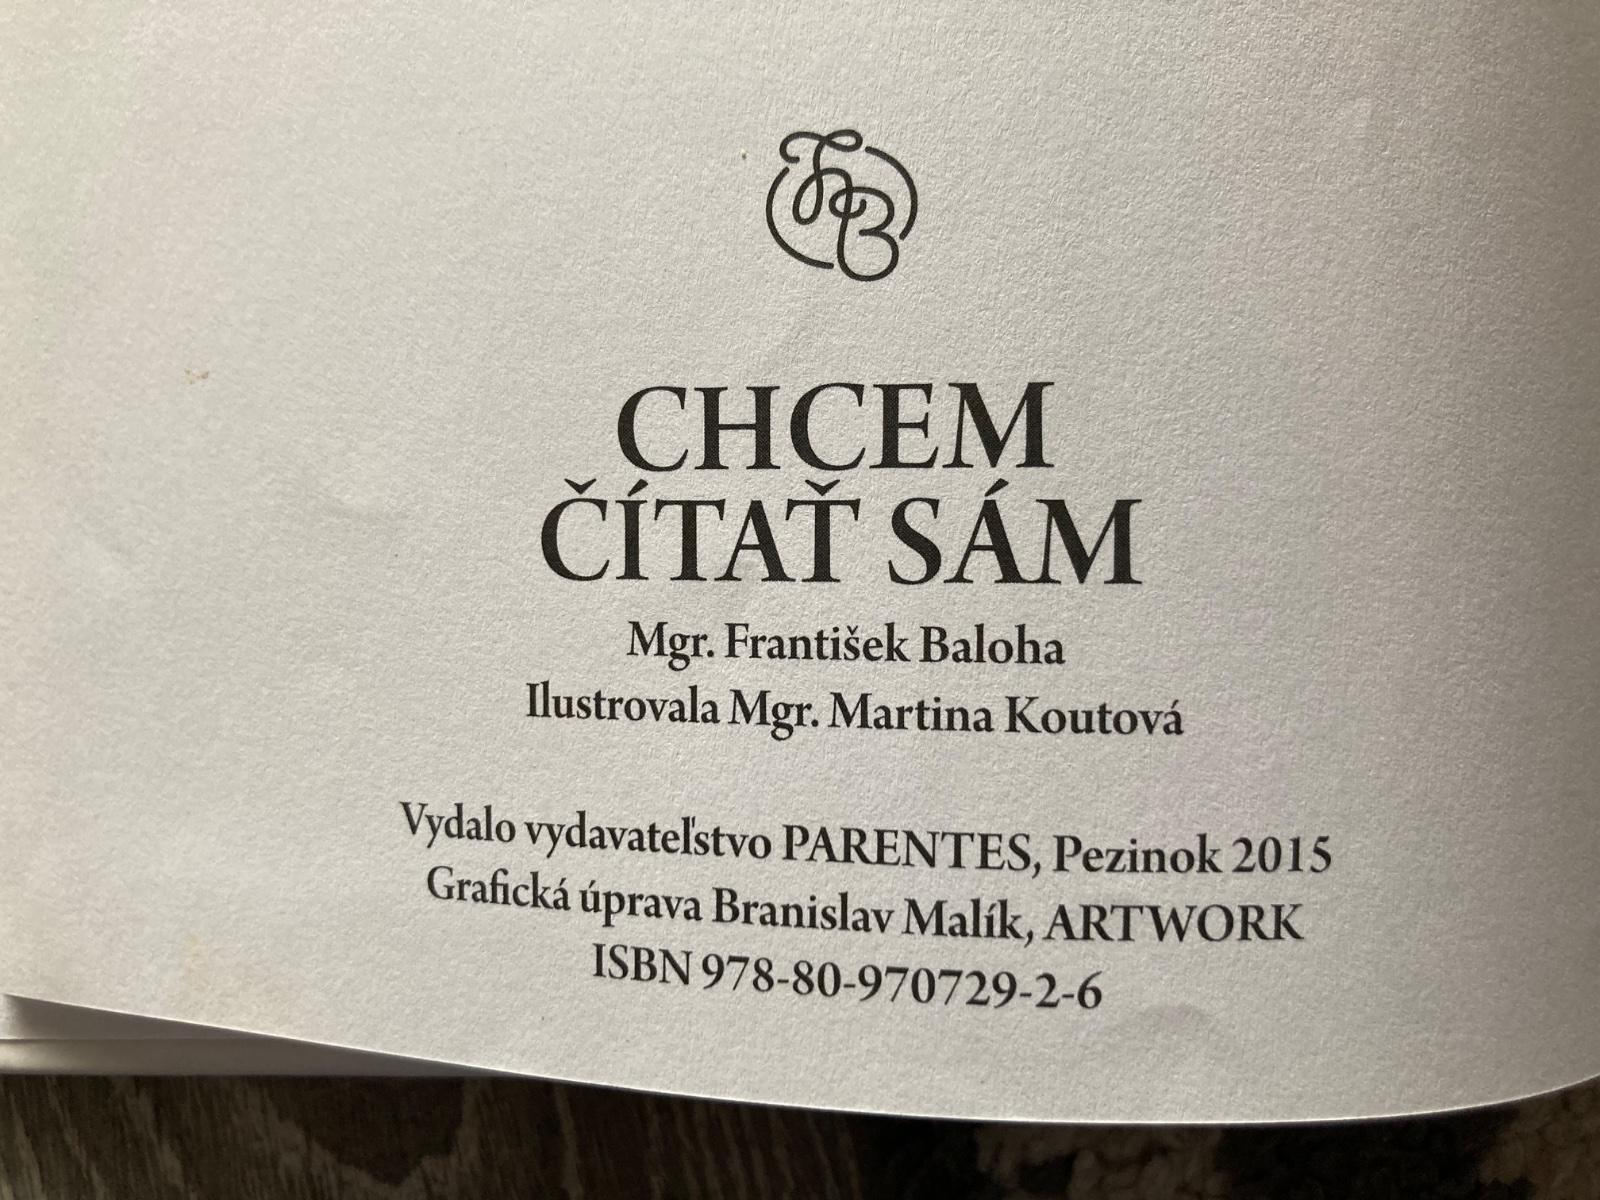 FB
CHCEM
ČÍTAŤ SÁM
Mgr. František Baloha
Ilustrovala Mgr. Martina Koutová
Vydalo vydavateľstvo PARENTES, Pezinok 2015
Grafická úprava Branislav Malík, ARTWORK
ISBN 978-80-970729-2-6